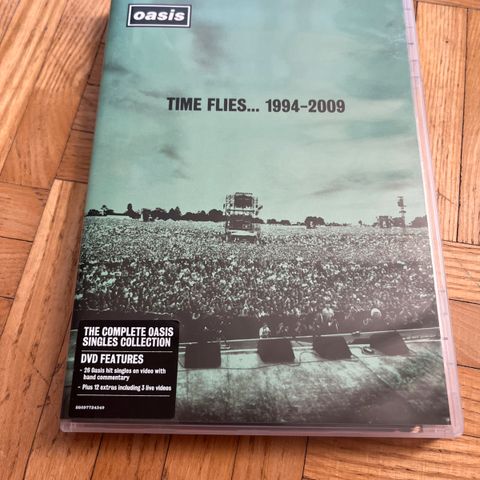 oasis
TIME FLIES... 1994-2009
THE COMPLETE OASIS
SINGLES COLLECTION
DVD FEATURES
- 26 Oasis hit singles on video with
band commentary
- Plus 12 extras including 3 live videos
88697724349